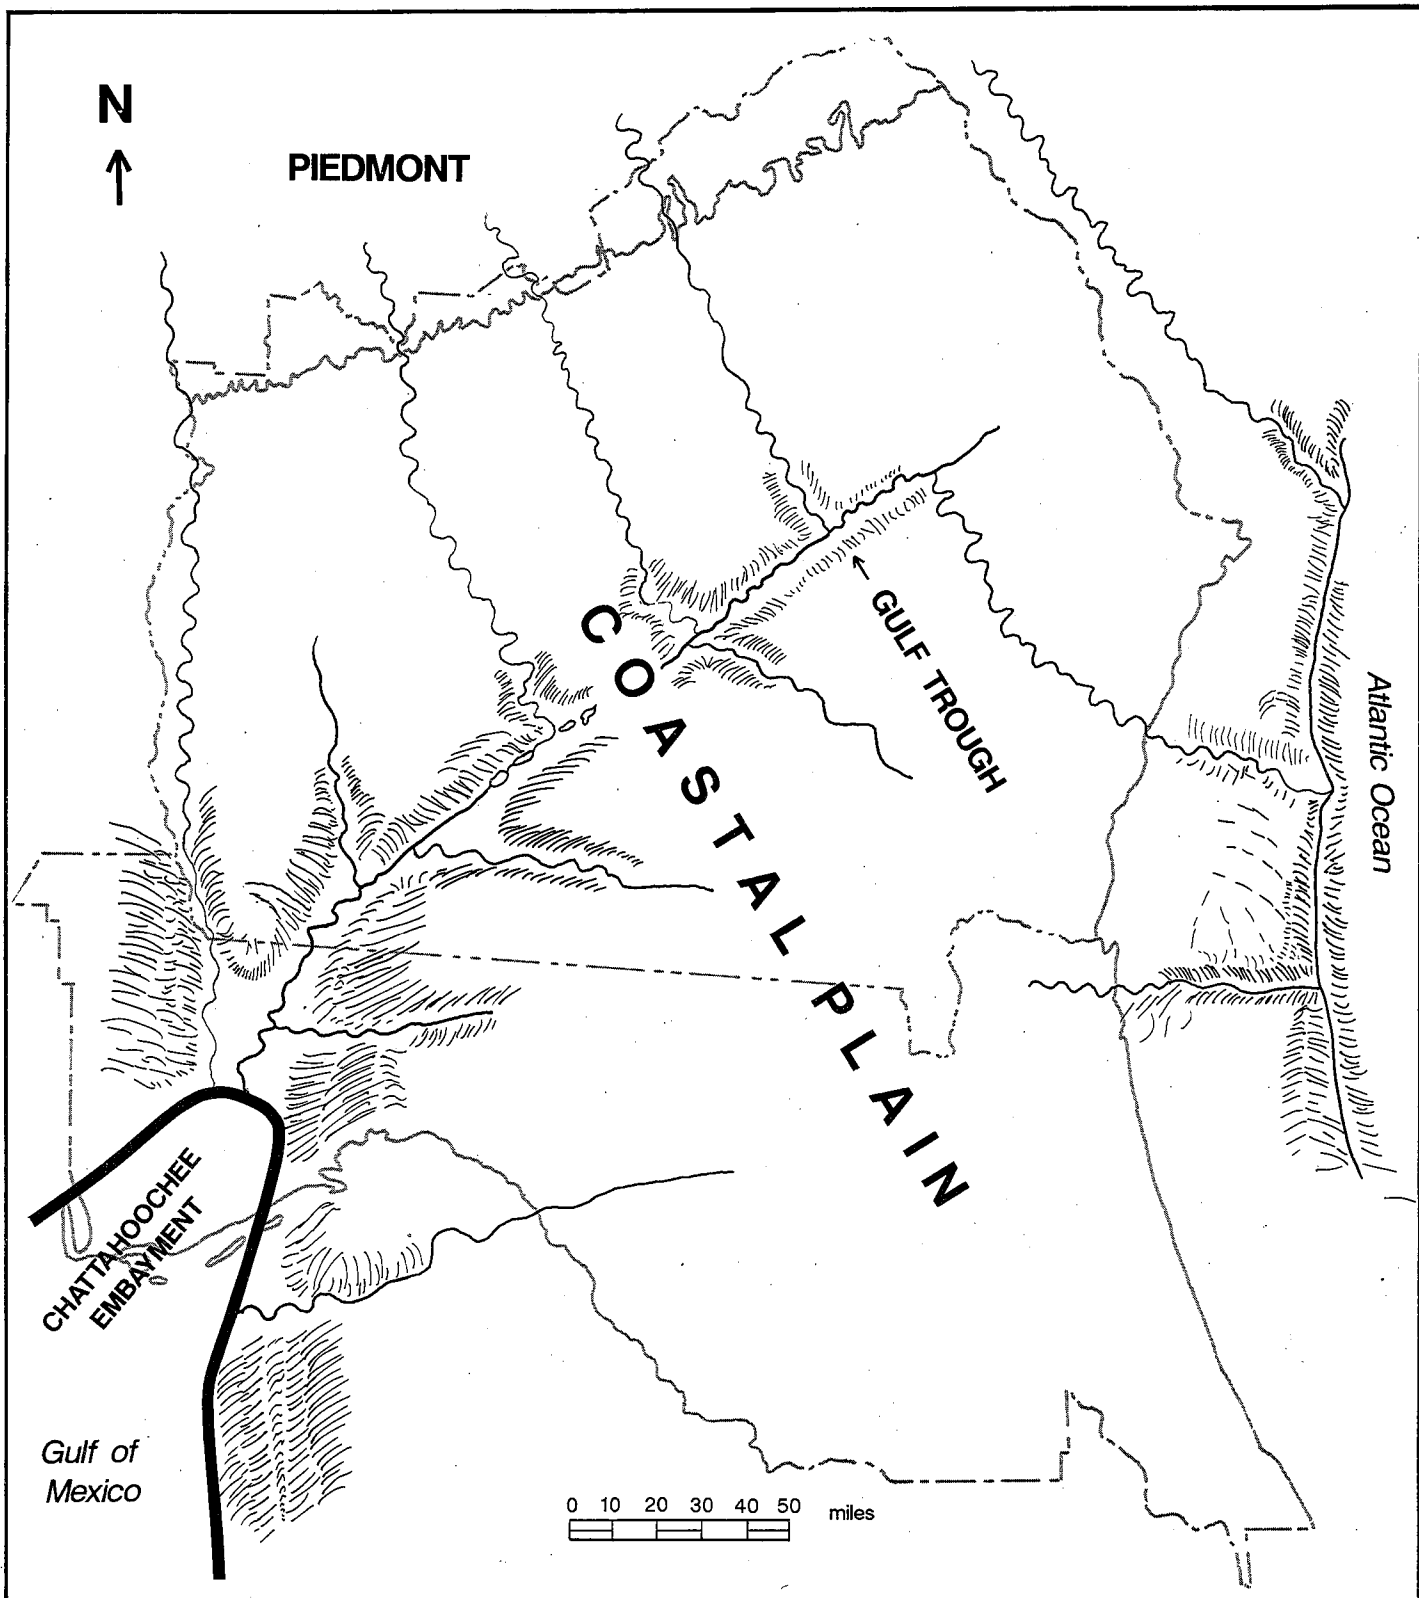 N
PIEDMONT
COASTAL PLAIN
GULF TROUGH
Atlantic Ocean
CHATTAHOOCHEE
EMBAYMENT
Gulf of
Mexico
0 10 20 30 40 50 miles